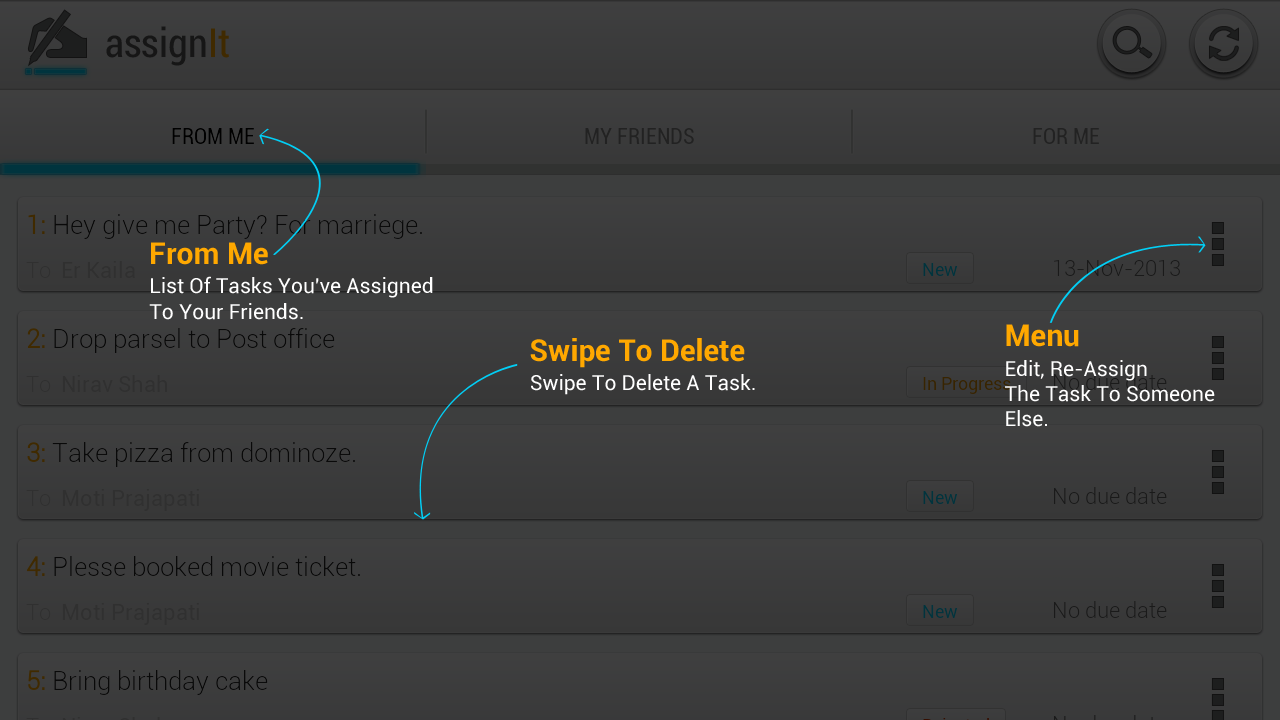 assignIt
FROM ME
MY FRIENDS
FOR ME
1: Hey give me Party? For marriege.
To: Er Kaila
New
13-Nov-2013
From Me
List Of Tasks You've Assigned
To Your Friends.
2: Drop parsel to Post office
To: Nirav Shah
In Progress
No due date
Swipe To Delete
Swipe To Delete A Task.
Menu
Edit, Re-Assign
The Task To Someone
Else.
3: Take pizza from dominoze.
To: Moti Prajapati
New
No due date
4: Plesse booked movie ticket.
To: Moti Prajapati
New
No due date
5: Bring birthday cake